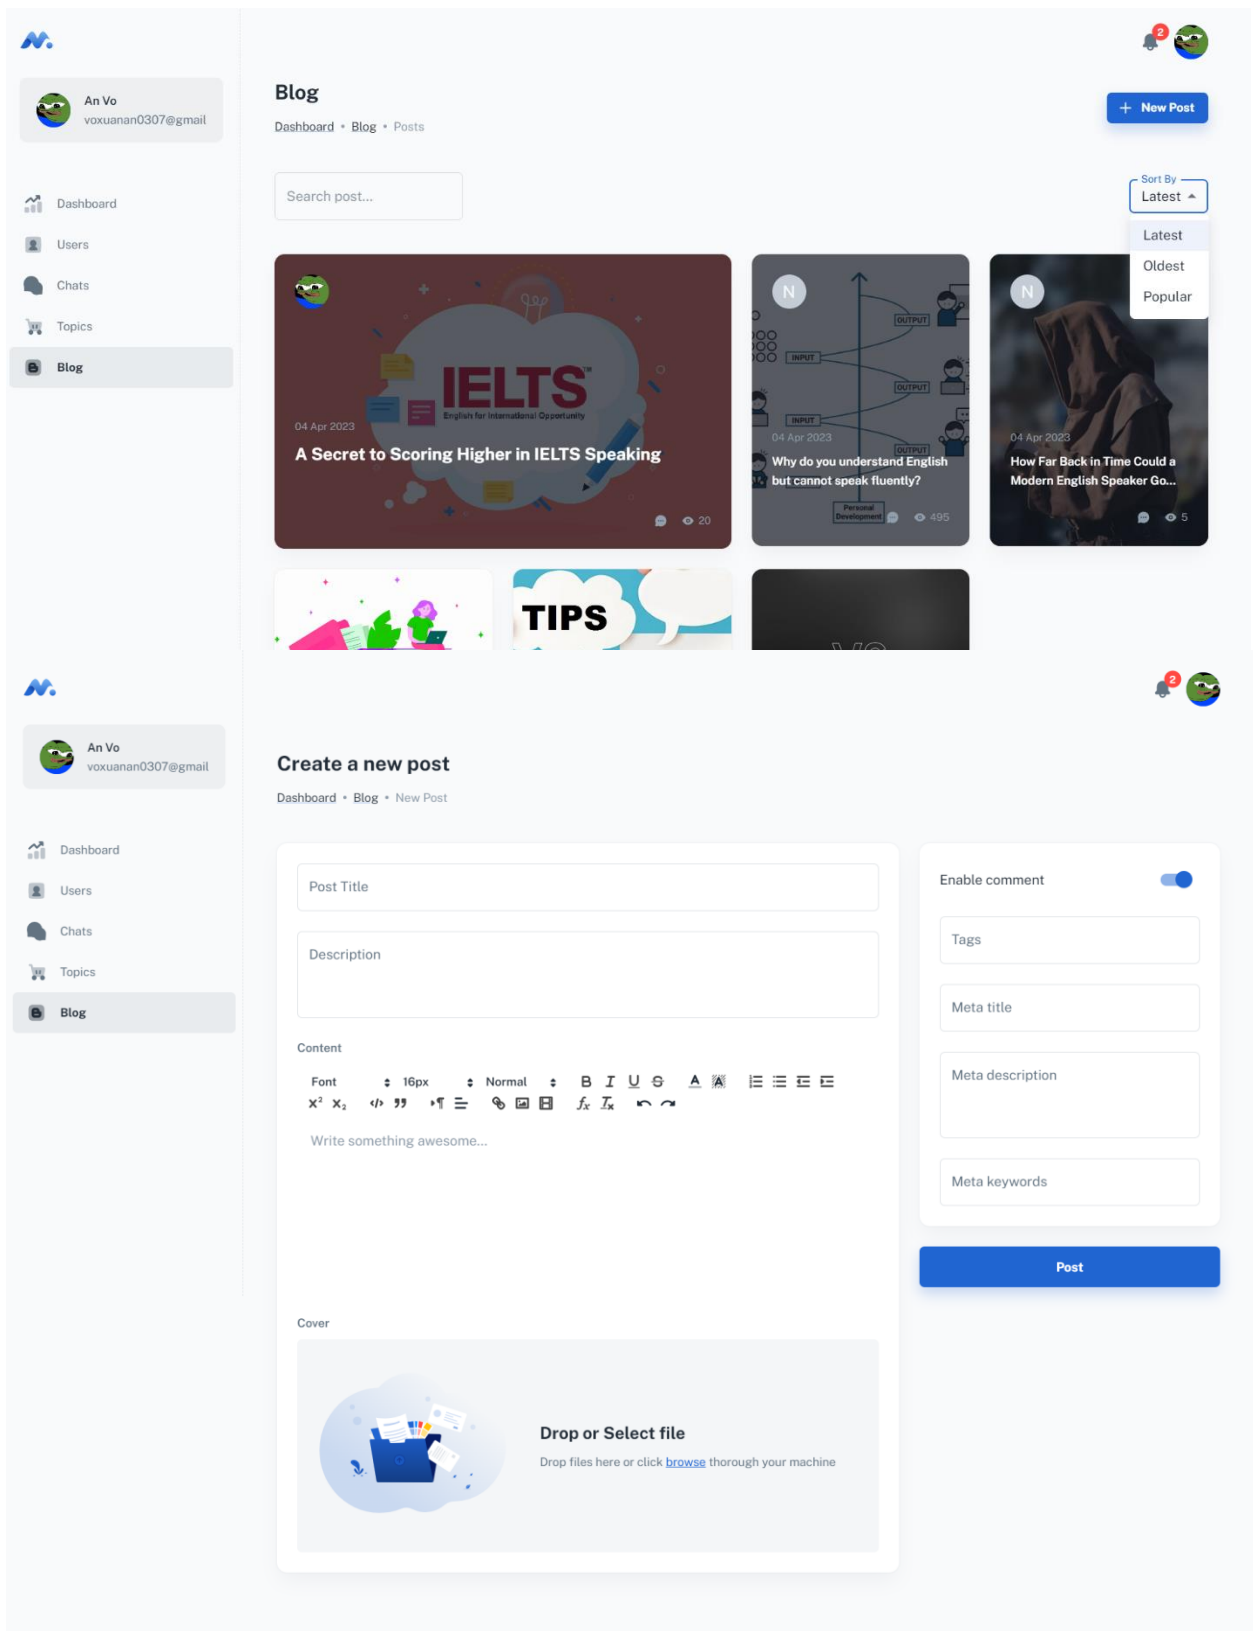 2
An Vo
voxuanan0307@gmail
Blog
Dashboard • Blog • Posts
+ New Post
Dashboard
Users
Chats
Topics
Blog
Search post...
Sort By
Latest
Latest
Oldest
Popular
IELTS™
English for International Opportunity
04 Apr 2023
A Secret to Scoring Higher in IELTS Speaking
20
N
OUTPUT
INPUT
OUTPUT
INPUT
OUTPUT
04 Apr 2023
Why do you understand English
but cannot speak fluently?
Personal
Development
495
N
04 Apr 2023
How Far Back in Time Could a
Modern English Speaker Go...
5
TIPS
2
An Vo
voxuanan0307@gmail
Create a new post
Dashboard • Blog • New Post
Dashboard
Users
Chats
Topics
Blog
Post Title
Description
Content
Font 16px Normal B I U S A A
X² X₂ </> ” ¶ fx Tx
Write something awesome...
Cover
Drop or Select file
Drop files here or click browse thorough your machine
Enable comment
Tags
Meta title
Meta description
Meta keywords
Post